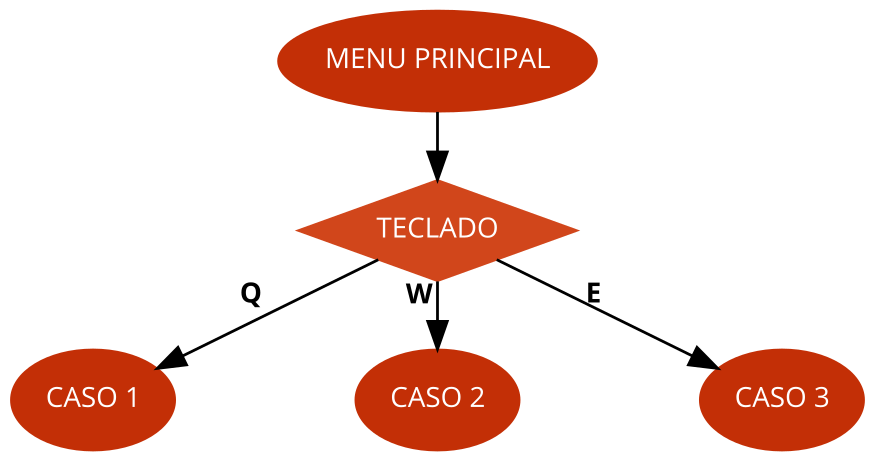 MENU PRINCIPAL
TECLADO
Q
W
E
CASO 1
CASO 2
CASO 3